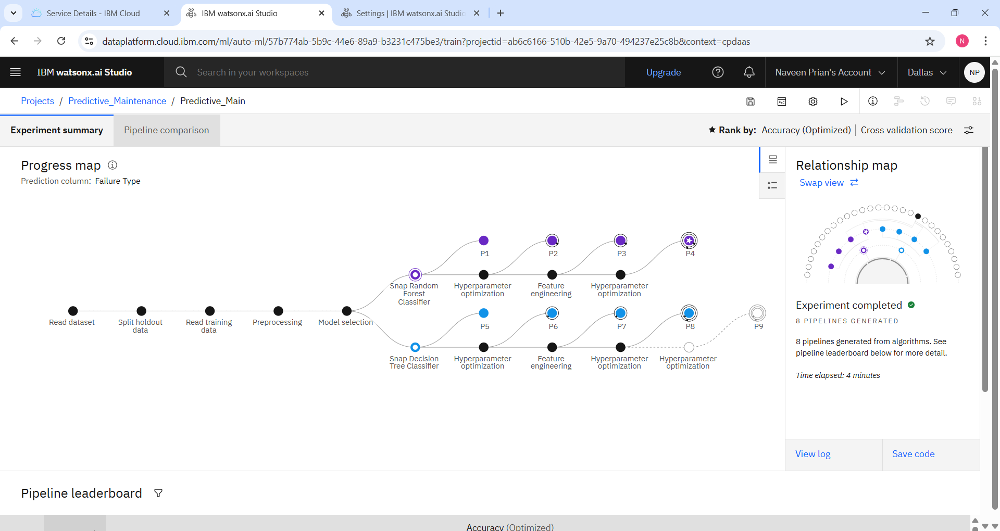 Service Details - IBM Cloud
IBM watsonx.ai Studio
Settings | IBM watsonx.ai Studio
dataplatform.cloud.ibm.com/ml/auto-ml/57b774ab-5b9c-44e6-89a9-b3231c475be3/train?projectid=ab6c6166-510b-42e5-9a70-494237e25c8b&context=cpdaas
N
IBM watsonx.ai Studio
Search in your workspaces
Upgrade
Naveen Prian's Account
Dallas
NP
Projects / Predictive_Maintenance / Predictive_Main
Experiment summary
Pipeline comparison
Rank by: Accuracy (Optimized) | Cross validation score
Progress map
Prediction column: Failure Type
P1
P2
P3
P4
Snap Random
Forest
Classifier
Hyperparameter
optimization
Feature
engineering
Hyperparameter
optimization
Read dataset
Split holdout
data
Read training
data
Preprocessing
Model selection
P5
P6
P7
P8
P9
Snap Decision
Tree Classifier
Hyperparameter
optimization
Feature
engineering
Hyperparameter
optimization
Hyperparameter
optimization
Relationship map
Swap view
Experiment completed
8 PIPELINES GENERATED
8 pipelines generated from algorithms. See
pipeline leaderboard below for more detail.
Time elapsed: 4 minutes
View log
Save code
Pipeline leaderboard
Accuracy (Optimized)